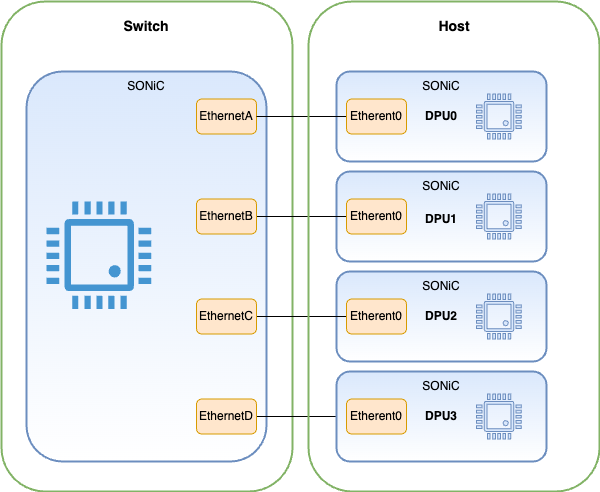 Switch
Host
SONiC
EthernetA
EthernetB
EthernetC
EthernetD
SONiC
Etherent0
DPU0
SONiC
Etherent0
DPU1
SONiC
Etherent0
DPU2
SONiC
Etherent0
DPU3